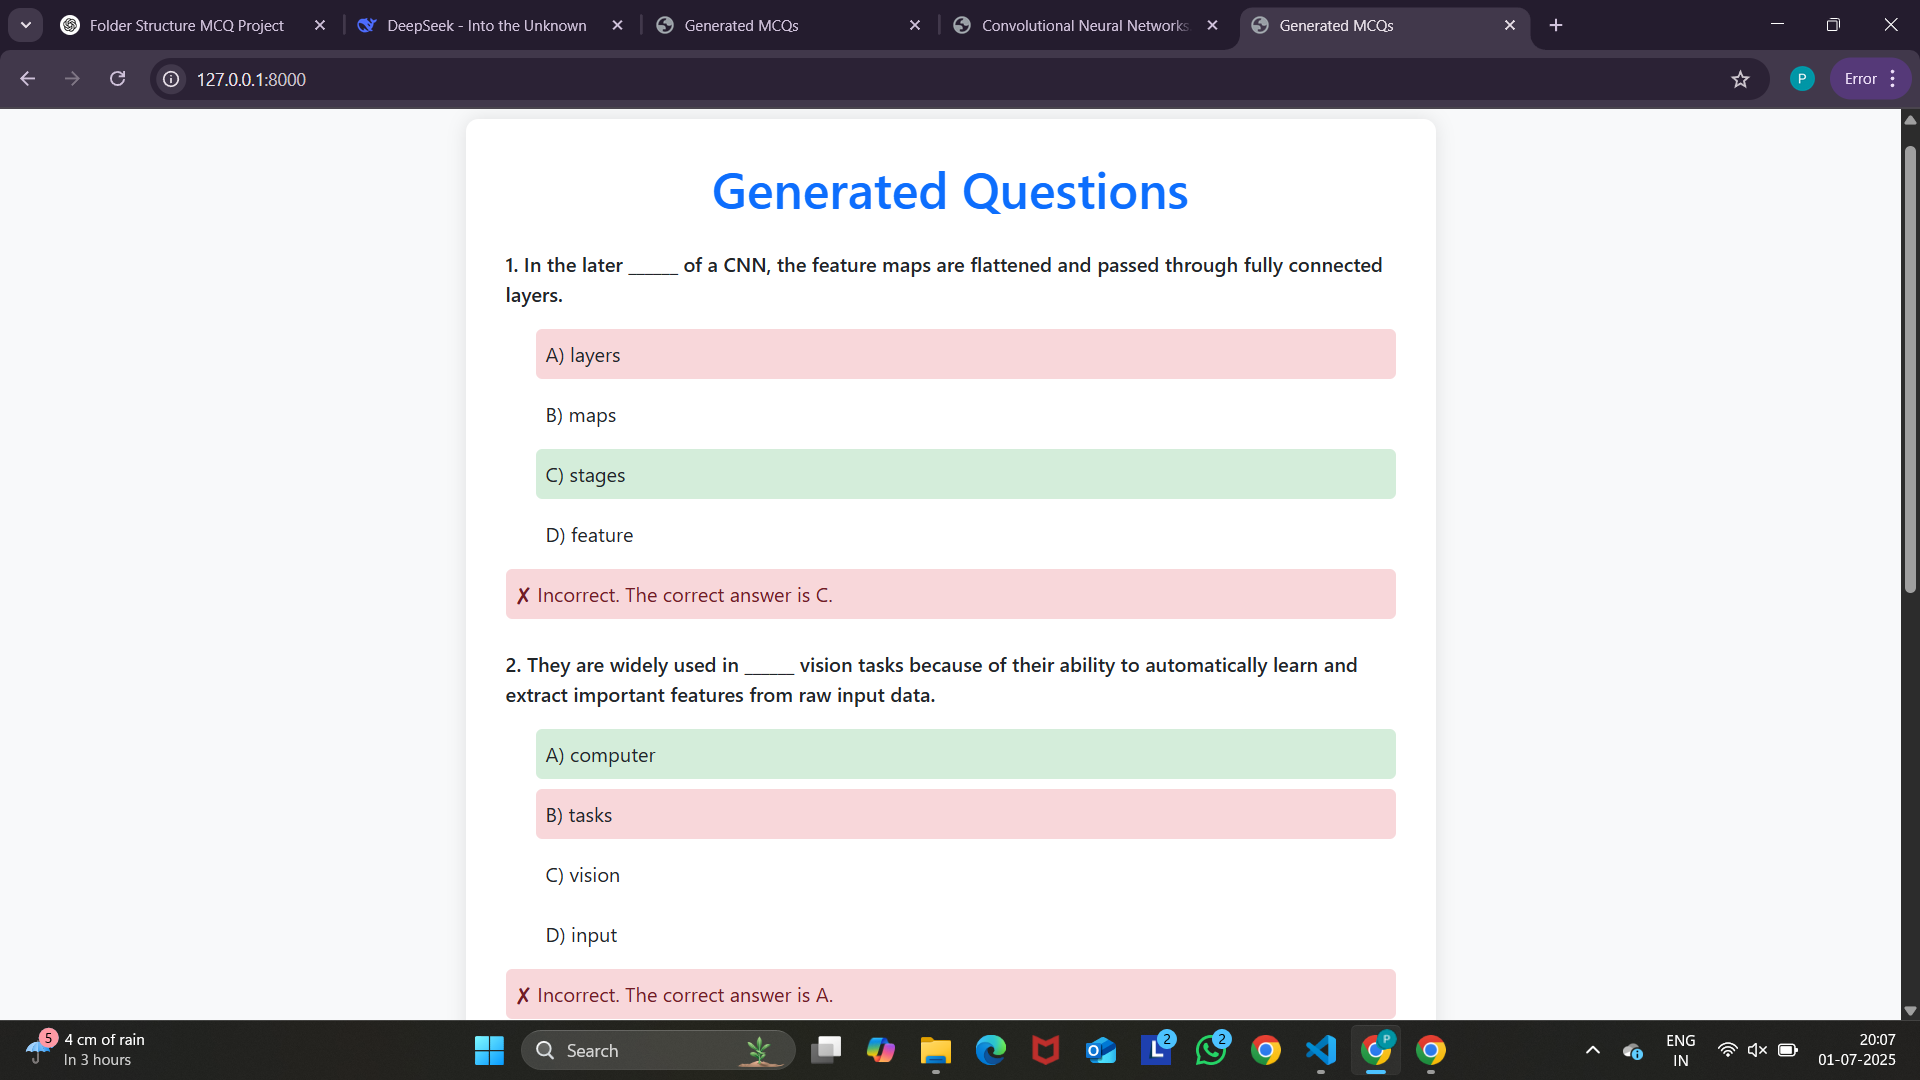 Folder Structure MCQ Project
DeepSeek - Into the Unknown
Generated MCQs
Convolutional Neural Networks
Generated MCQs
127.0.0.1:8000
P
Error
Generated Questions
1. In the later ______ of a CNN, the feature maps are flattened and passed through fully connected
layers.
A) layers
B) maps
C) stages
D) feature
✗ Incorrect. The correct answer is C.
2. They are widely used in ______ vision tasks because of their ability to automatically learn and
extract important features from raw input data.
A) computer
B) tasks
C) vision
D) input
✗ Incorrect. The correct answer is A.
5
4 cm of rain
In 3 hours
Search
O
L
2
2
P
ENG
IN
20:07
01-07-2025